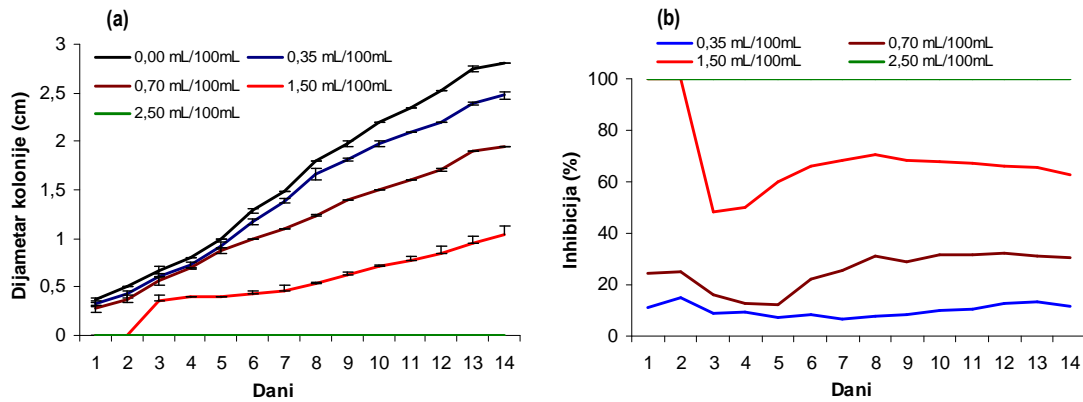 (a)
0,00 mL/100mL 0,35 mL/100mL
0,70 mL/100mL 1,50 mL/100mL
2,50 mL/100mL
Dijametar kolonije (cm)
3
2,5
2
1,5
1
0,5
0
1 2 3 4 5 6 7 8 9 10 11 12 13 14
Dani
(b)
0,35 mL/100mL 0,70 mL/100mL
1,50 mL/100mL 2,50 mL/100mL
Inhibicija (%)
100
80
60
40
20
0
1 2 3 4 5 6 7 8 9 10 11 12 13 14
Dani